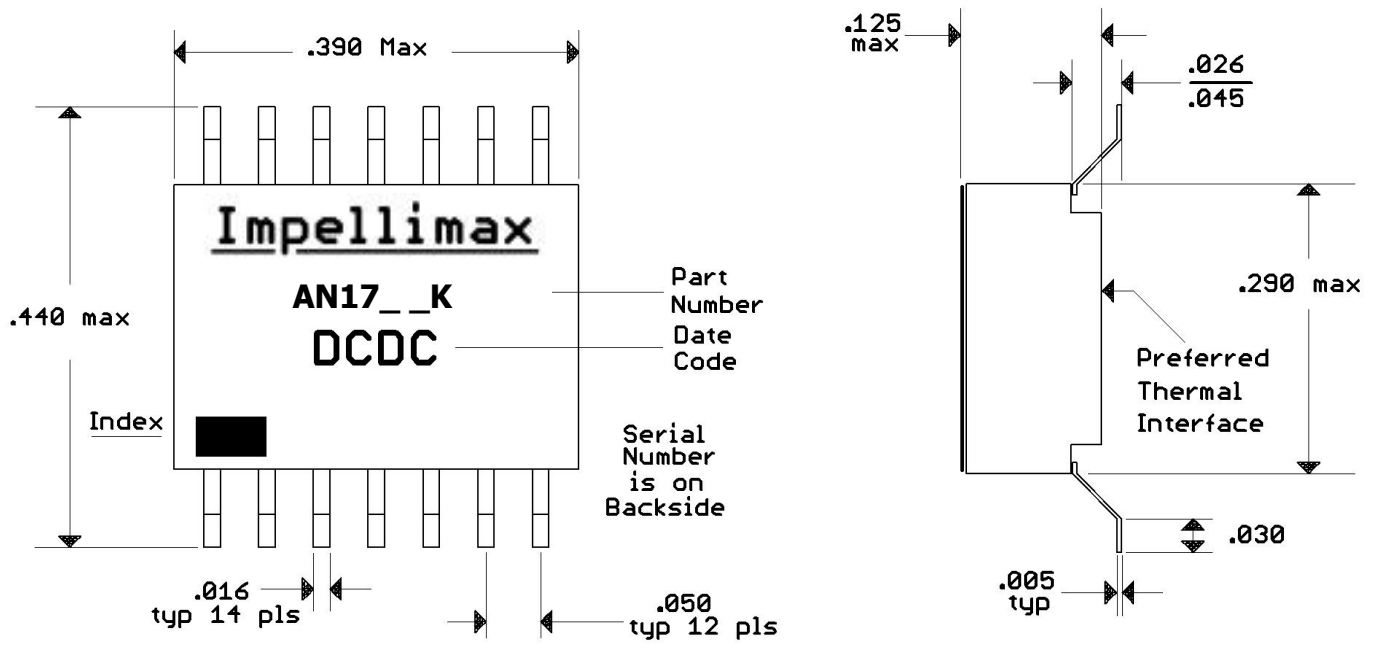 .390 Max
Impellimax
AN17_ _K
DCDC
.440 max
Index
Part
Number
Date
Code
Serial
Number
is on
Backside
.016
typ 14 pls
.050
typ 12 pls
.125
max
.026
.045
.290 max
Preferred
Thermal
Interface
.030
.005
typ